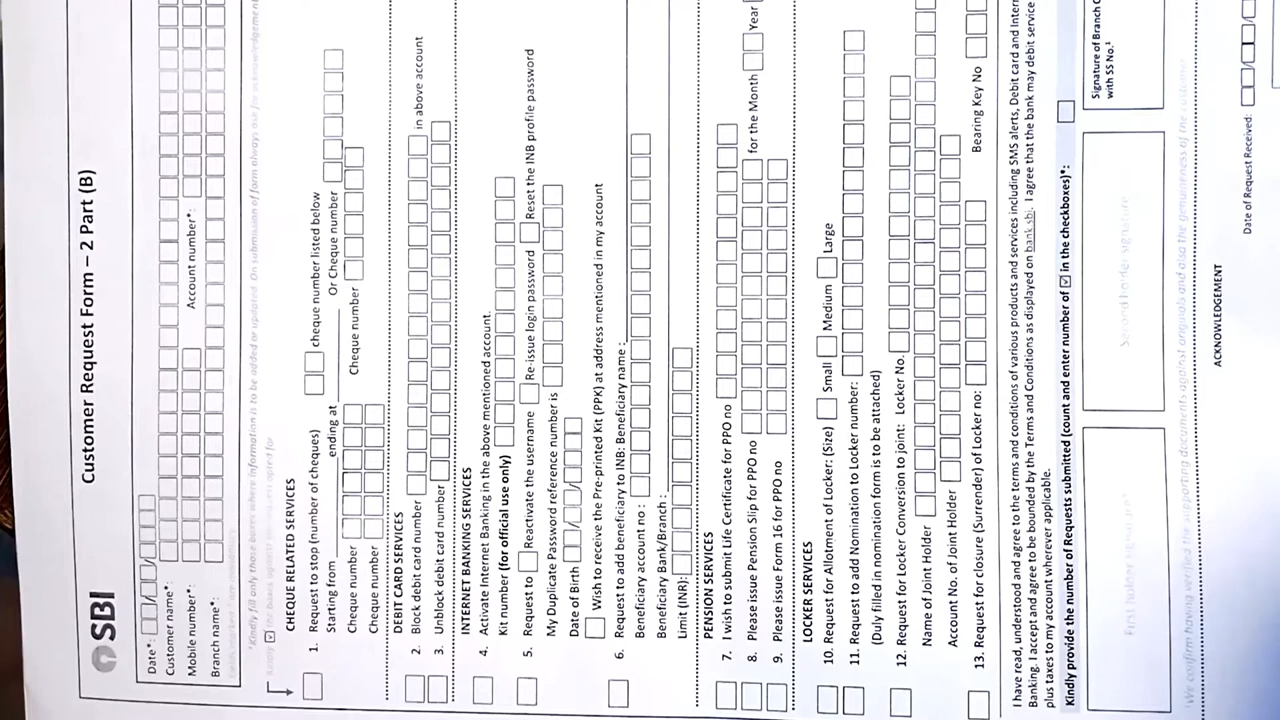 SBI
Customer Request Form – 2 Part (B)
Date*:
Customer name*:
Mobile number*: Account number*:
Branch name*:
*Kindly fill only those boxes where information is to be added or updated. On submission of form always ask for acknowledgement
CHEQUE RELATED SERVICES
1. Request to stop (number of cheques) cheque number listed below
Starting from ending at Or Cheque number
Cheque number Cheque number
Cheque number
DEBIT CARD SERVICES
2. Block debit card number in above account
3. Unblock debit card number
INTERNET BANKING SERVICES
4. Activate Internet Banking in the above mentioned account
Kit number (for official use only)
5. Request to Reactivate the username Re-issue login password Reset the INB profile password
My Duplicate Password reference number is
Date of Birth
Wish to receive the Pre-printed Kit (PPK) at address mentioned in my account
6. Request to add beneficiary to INB: Beneficiary name :
Beneficiary account no :
Beneficiary Bank/Branch :
Limit (INR):
PENSION SERVICES
7. I wish to submit Life Certificate for PPO no
8. Please issue Pension Slip for PPO no for the Month Year
9. Please issue Form 16 for PPO no
LOCKER SERVICES
10. Request for Allotment of Locker: (Size) Small Medium Large
11. Request to add Nomination to Locker number:
(Duly filled in nomination form is to be attached)
12. Request for Locker Conversion to joint: Locker No.
Name of Joint Holder
Account No of Joint Holder
13. Request for closure (Surrender) of Locker no: Bearing Key No
I have read, understood and agree to the terms and conditions of various products and services including SMS alerts, Debit card and Inter
Banking. I accept and agree to be bounded by the Terms and Conditions as displayed on bank.sbi. I agree that the bank may debit service
plus taxes to my account wherever applicable.
Kindly provide the number of Requests submitted (count and enter number of ☑ in the checkboxes)*:
First holder signature*
Second holder signature
Signature of Branch
with SS No.¹
¹We confirm having verified the supporting documents against originals and also the genuineness of the customer
ACKNOWLEDGEMENT
Date of Request Received: